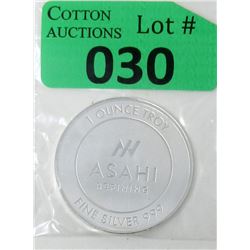 COTTON
AUCTIONS
Lot #
030
1 OUNCE TROY
ASAHI
REFINING
FINE SILVER 999